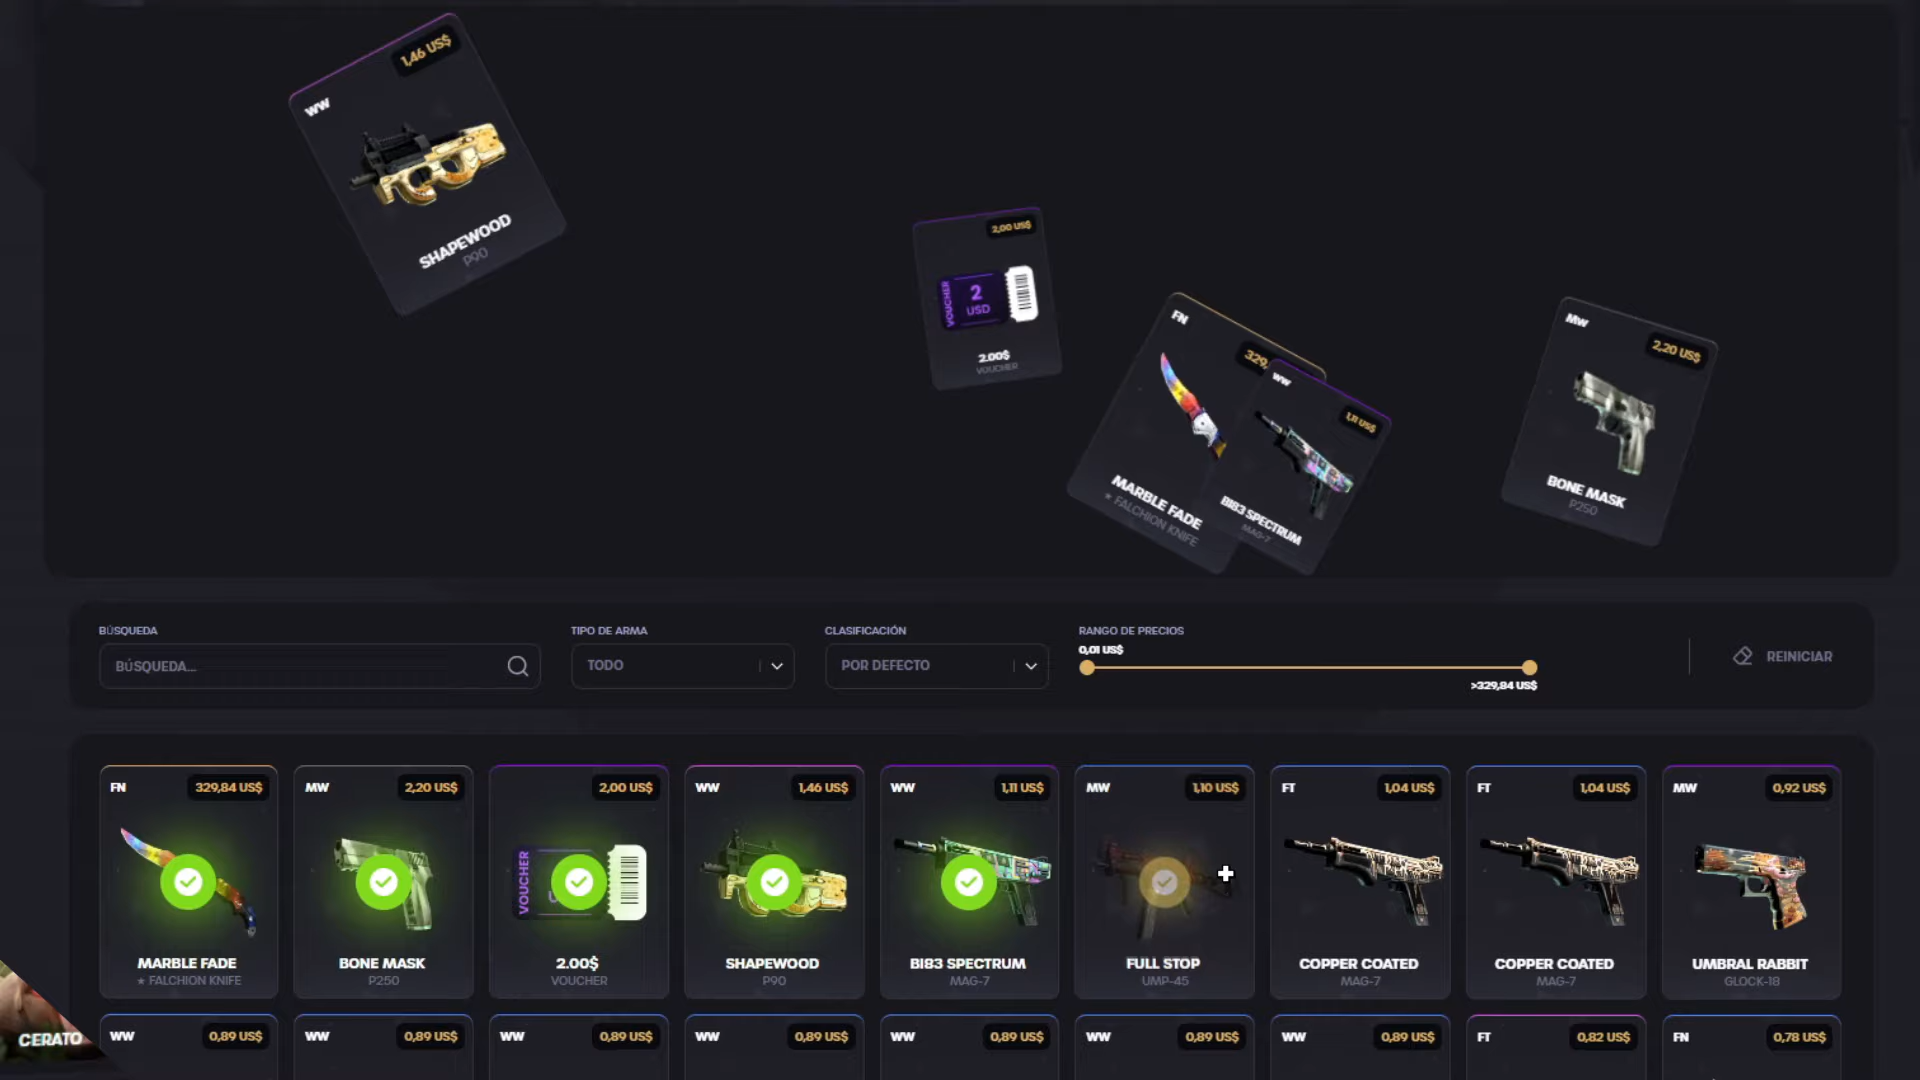 1,46 US$
WW
SHAPEWOOD
P90
2,00 US$
VOUCHER
2
USD
2.00$
VOUCHER
FN
329,
MARBLE FADE
★ FALCHION KNIFE
WW
1,11 US$
BI83 SPECTRUM
MAG-7
MW
2,20 US$
BONE MASK
P250
BÚSQUEDA
TIPO DE ARMA
CLASIFICACIÓN
RANGO DE PRECIOS
BÚSQUEDA...
TODO
POR DEFECTO
0,01 US$
>329,84 US$
REINICIAR
FN 329,84 US$
MARBLE FADE
★ FALCHION KNIFE
MW 2,20 US$
BONE MASK
P250
2,00 US$
VOUCHER
2.00$
VOUCHER
WW 1,46 US$
SHAPEWOOD
P90
WW 1,11 US$
BI83 SPECTRUM
MAG-7
MW 1,10 US$
FULL STOP
UMP-45
FT 1,04 US$
COPPER COATED
MAG-7
FT 1,04 US$
COPPER COATED
MAG-7
MW 0,92 US$
UMBRAL RABBIT
GLOCK-18
CERATO
WW 0,89 US$
WW 0,89 US$
WW 0,89 US$
WW 0,89 US$
WW 0,89 US$
WW 0,89 US$
WW 0,89 US$
FT 0,82 US$
FN 0,78 US$